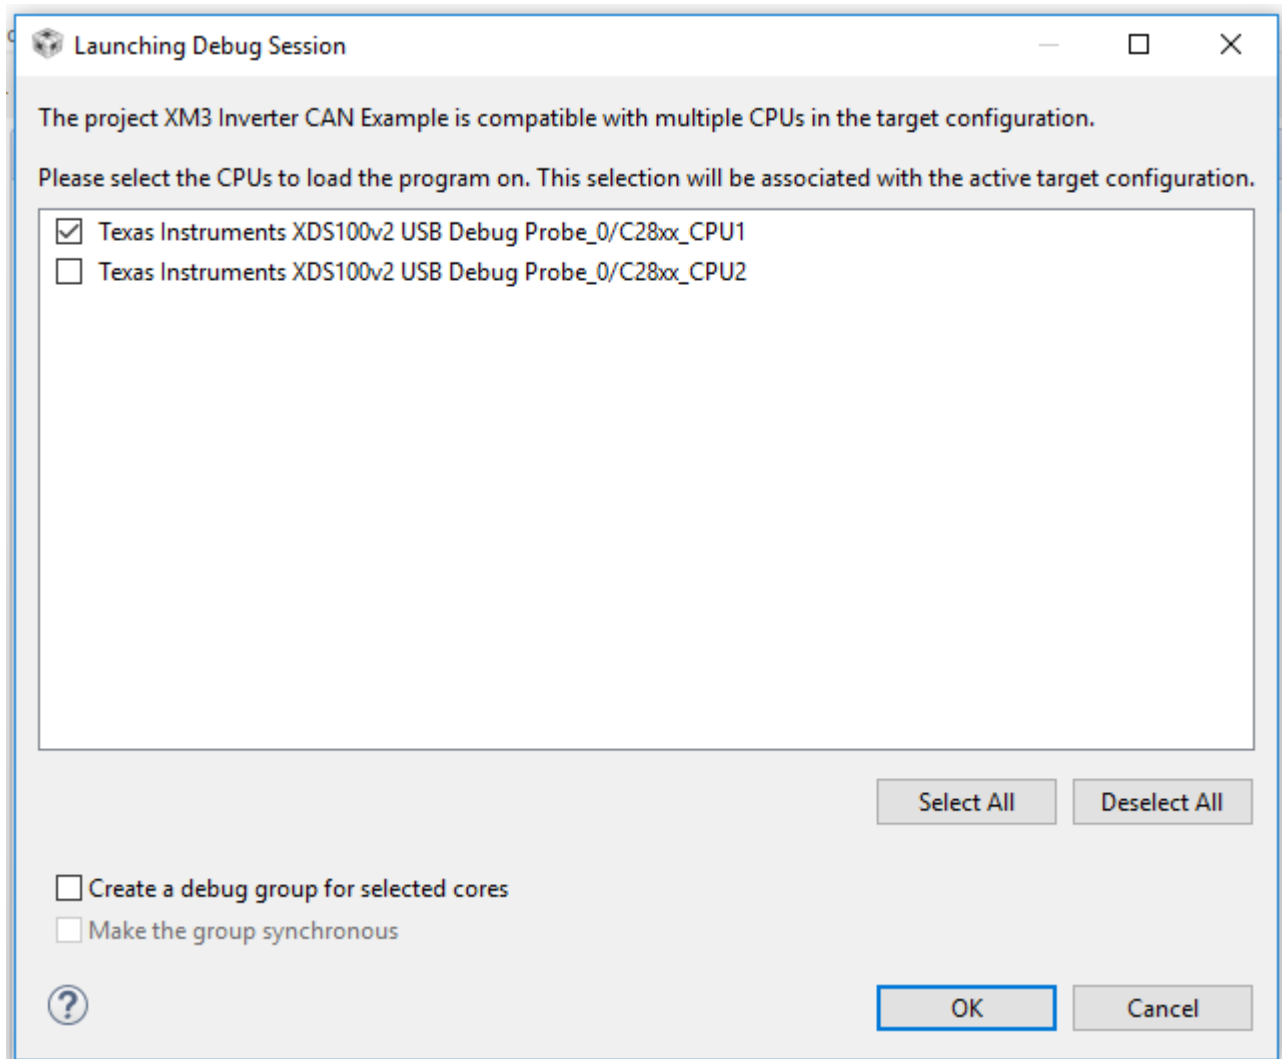 Launching Debug Session
The project XM3 Inverter CAN Example is compatible with multiple CPUs in the target configuration.
Please select the CPUs to load the program on. This selection will be associated with the active target configuration.
Texas Instruments XDS100v2 USB Debug Probe_0/C28xx_CPU1
Texas Instruments XDS100v2 USB Debug Probe_0/C28xx_CPU2
Select All Deselect All
Create a debug group for selected cores
Make the group synchronous
? OK Cancel